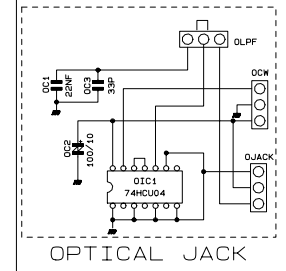 OLPF
OC1
22NF
OC3
33P
OCW
OC2
100/10
OJACK
OIC1
74HCU04
OPTICAL JACK